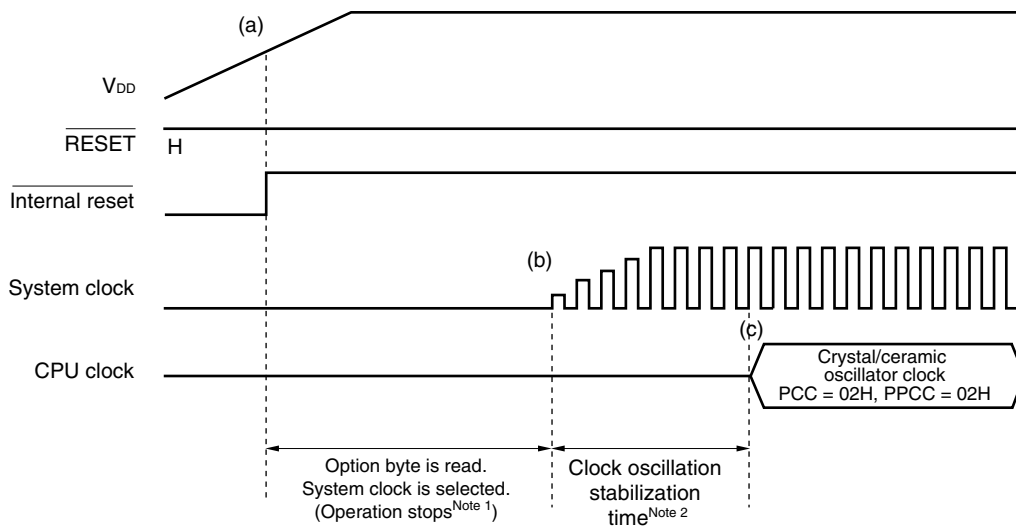 (a)
VDD
RESET
H
Internal reset
(b)
System clock
(c)
CPU clock
Crystal/ceramic
oscillator clock
PCC = 02H, PPCC = 02H
Option byte is read.
System clock is selected.
(Operation stopsNote 1)
Clock oscillation
stabilization
timeNote 2